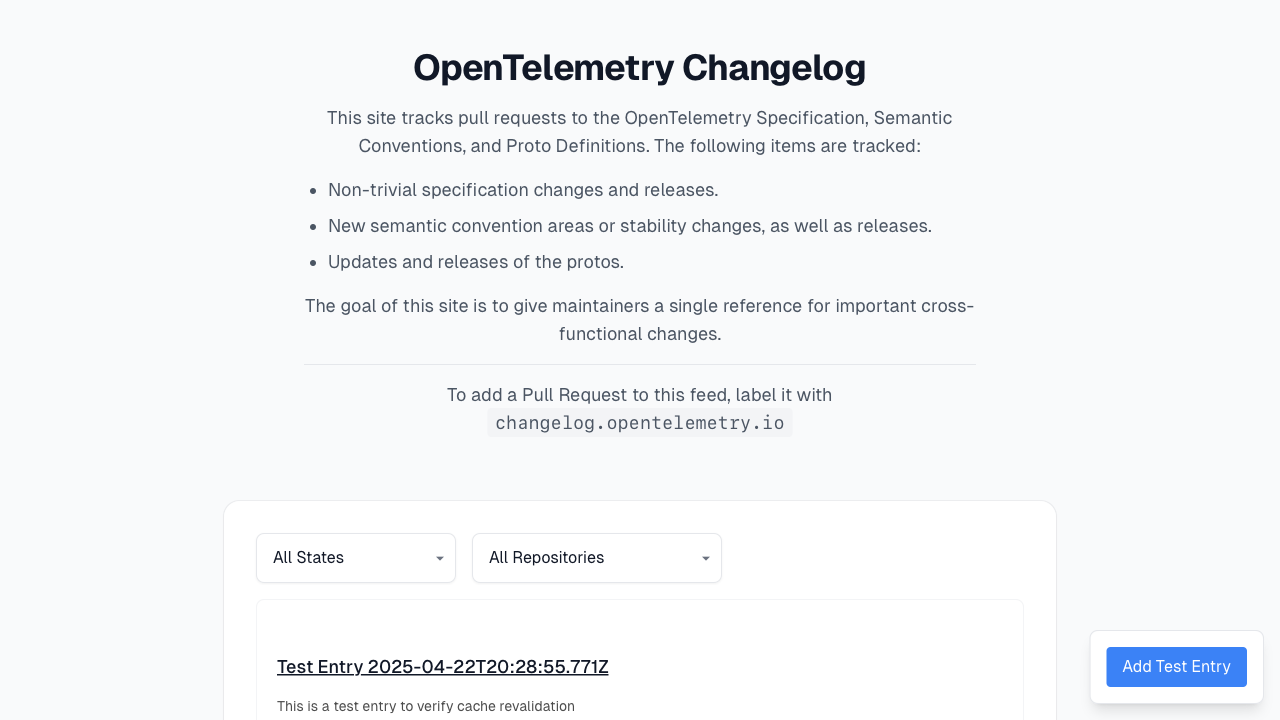 OpenTelemetry Changelog
This site tracks pull requests to the OpenTelemetry Specification, Semantic
Conventions, and Proto Definitions. The following items are tracked:
• Non-trivial specification changes and releases.
• New semantic convention areas or stability changes, as well as releases.
• Updates and releases of the protos.
The goal of this site is to give maintainers a single reference for important cross-
functional changes.
To add a Pull Request to this feed, label it with
changelog.opentelemetry.io
All States
All Repositories
Test Entry 2025-04-22T20:28:55.771Z
This is a test entry to verify cache revalidation
Add Test Entry